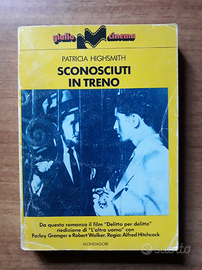 giallo cinema
PATRICIA HIGHSMITH
SCONOSCIUTI
IN TRENO
Da questo romanzo il film "Delitto per delitto"
riedizione di "L'altro uomo" con
Farley Granger e Robert Walker. Regia: Alfred Hitchcock
MONDADORI
subito